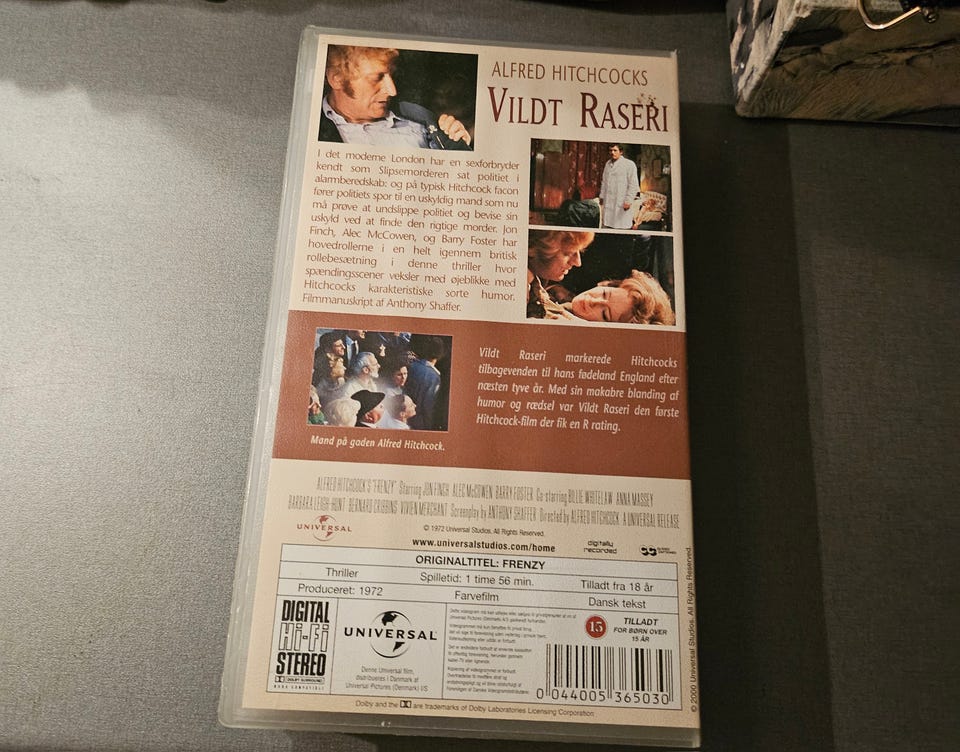 ALFRED HITCHCOCKS
VILDT RASERI
I det moderne London har en sexforbryder
kendt som Slipsemorderen sat politiet i
alarmberedskab: og på typisk Hitchcock facon
fører politiets spor til en uskyldig mand som nu
må prøve at undslippe politiet og bevise sin
uskyld ved at finde den rigtige morder. Jon
Finch, Alec McCowen, og Barry Foster har
hovedrollerne i en helt igennem britisk
rollebesætning i denne thriller hvor
spændingsscener veksler med øjeblikke med
Hitchcocks karakteristiske sorte humor.
Filmmanuskript af Anthony Shaffer.
Vildt Raseri markerede Hitchcocks
tilbagevenden til hans fødeland England efter
næsten tyve år. Med sin makabre blanding af
humor og rædsel var Vildt Raseri den første
Hitchcock-film der fik en R rating.
Mand på gaden Alfred Hitchcock.
ALFRED HITCHCOCK'S "FRENZY" Starring JON FINCH ALEC McCOWEN BARRY FOSTER Co-starring BILLIE WHITELAW ANNA MASSEY
BARBARA LEIGH-HUNT BERNARD CRIBBINS VIVIEN MERCHANT Screenplay by ANTHONY SHAFFER Directed by ALFRED HITCHCOCK A UNIVERSAL RELEASE
UNIVERSAL
© 1972 Universal Studios. All Rights Reserved.
www.universalstudios.com/home
digitally
recorded
ORIGINALTITEL: FRENZY
Thriller
Spilletid: 1 time 56 min.
Tilladt fra 18 år
Produceret: 1972
Farvefilm
Dansk tekst
DIGITAL
Hi-Fi
STEREO
DOLBY SURROUND
UNIVERSAL
Denne Universal film,
distribueres i Danmark af
Universal Pictures (Denmark) I/S
15
TILLADT
FOR BØRN OVER
15 ÅR
0 044005 365030
Dolby and the DD are trademarks of Dolby Laboratories Licensing Corporation
© 2000 Universal Studios. All Rights Reserved.